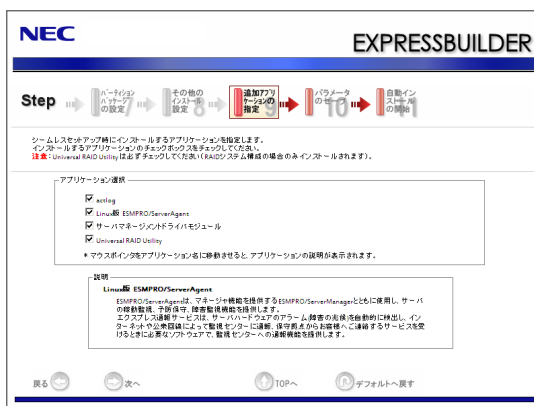 NEC
EXPRESSBUILDER
Step
パーティション
パッケージ
の設定
7
その他の
インストール
設定
8
追加アプリ
ケーションの
指定
9
パラメータ
のセーブ
10
自動イン
ストール
の開始
11
シームレスセットアップ時にインストールするアプリケーションを指定します。
インストールするアプリケーションのチェックボックスをチェックしてください。
注意：Universal RAID Utilityは必ずチェックしてください（RAIDシステム構成の場合のみインストールされます）。
アプリケーション選択
actlog
Linux版 ESMPRO/ServerAgent
サーバマネージメントドライバモジュール
Universal RAID Utility
* マウスポインタをアプリケーション名に移動させると、アプリケーションの説明が表示されます。
説明
Linux版 ESMPRO/ServerAgent
ESMPRO/ServerAgentは、マネージャ機能を提供するESMPRO/ServerManagerとともに使用し、サーバ
の稼動監視、予防保守、障害監視機能を提供します。
エクスプレス通報サービスは、サーバハードウェアのアラーム(障害の兆候)を自動的に検出し、イン
ターネットや公衆回線によって監視センターに通報、保守拠点からお客様へご連絡するサービスを受
けるときに必要なソフトウェアで、監視センターへの通報機能を提供します。
戻る
次へ
TOPへ
デフォルトへ戻す